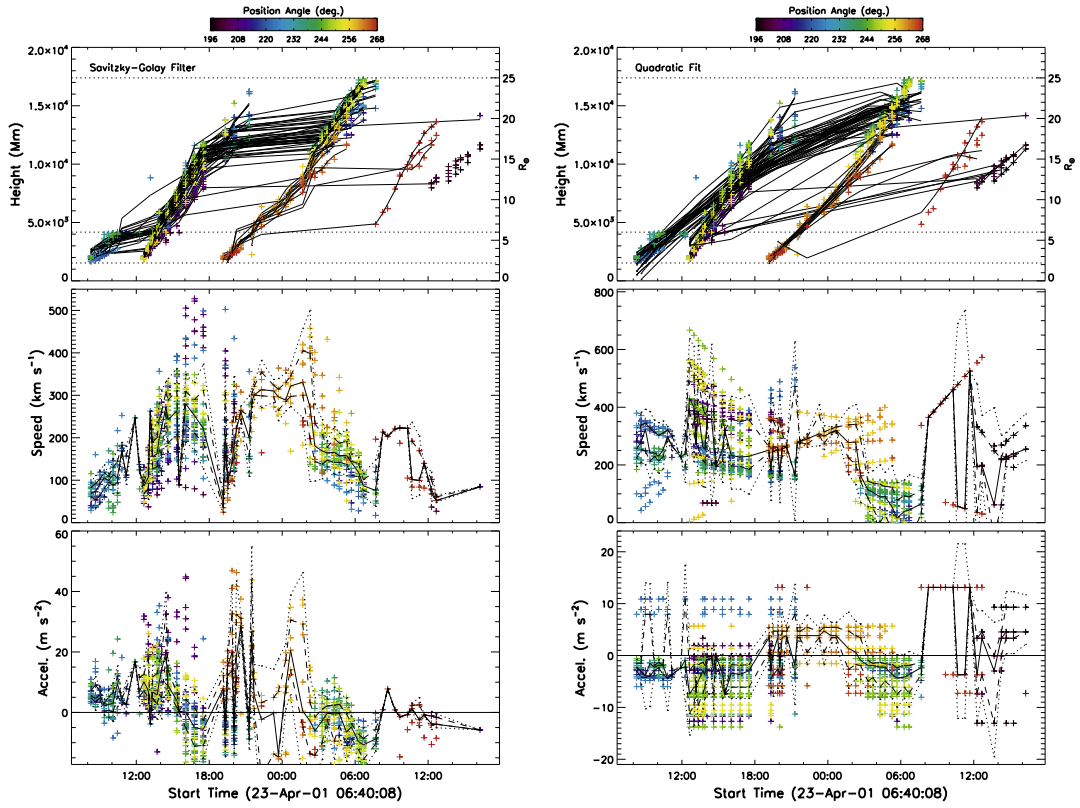 Position Angle (deg.)
196 208 220 232 244 256 268
Savitzky-Golay Filter
2.0×10⁴
1.5×10⁴
1.0×10⁴
5.0×10³
0
Height (Mm)
25
20
15
10
5
0
R⊙
500
400
300
200
100
0
Speed (km s⁻¹)
60
40
20
0
Accel. (m s⁻²)
12:00 18:00 00:00 06:00 12:00
Start Time (23-Apr-01 06:40:08)
Position Angle (deg.)
196 208 220 232 244 256 268
Quadratic Fit
2.0×10⁴
1.5×10⁴
1.0×10⁴
5.0×10³
0
Height (Mm)
25
20
15
10
5
0
R⊙
800
600
400
200
0
Speed (km s⁻¹)
20
10
0
-10
-20
Accel. (m s⁻²)
12:00 18:00 00:00 06:00 12:00
Start Time (23-Apr-01 06:40:08)